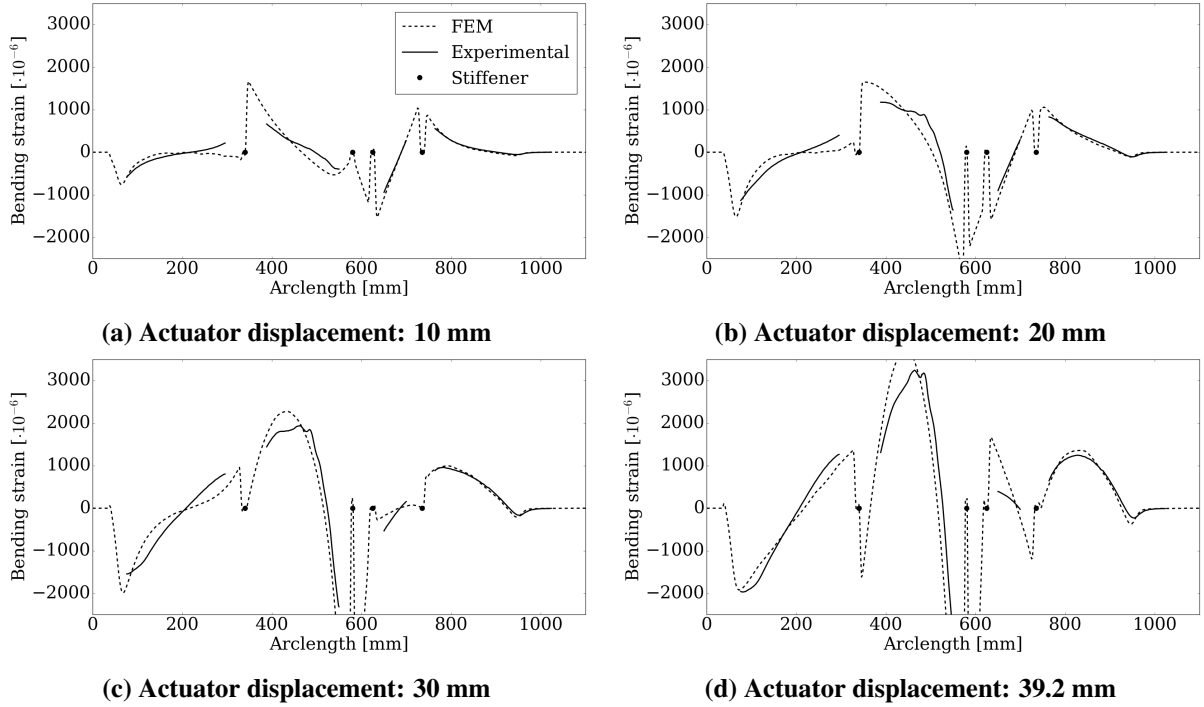 3000
2000
1000
0
−1000
−2000
Bending strain [·10⁻⁶]
FEM
Experimental
Stiffener
0 200 400 600 800 1000
Arclength [mm]
(a) Actuator displacement: 10 mm
3000
2000
1000
0
−1000
−2000
Bending strain [·10⁻⁶]
0 200 400 600 800 1000
Arclength [mm]
(b) Actuator displacement: 20 mm
3000
2000
1000
0
−1000
−2000
Bending strain [·10⁻⁶]
0 200 400 600 800 1000
Arclength [mm]
(c) Actuator displacement: 30 mm
3000
2000
1000
0
−1000
−2000
Bending strain [·10⁻⁶]
0 200 400 600 800 1000
Arclength [mm]
(d) Actuator displacement: 39.2 mm